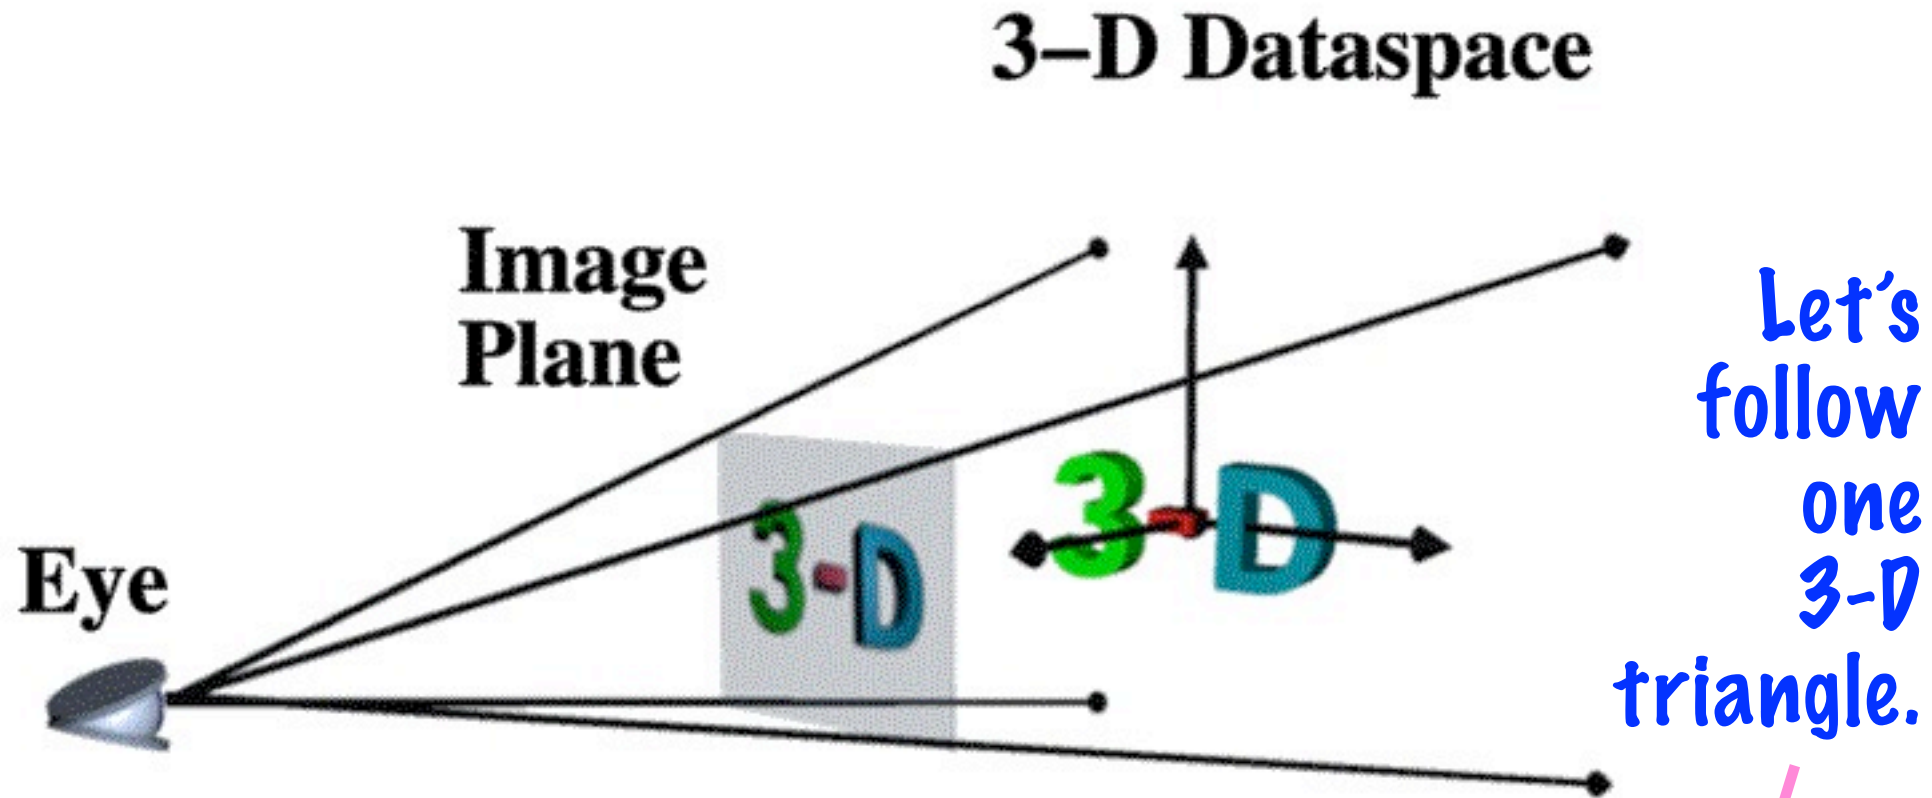 3–D Dataspace
Image
Plane
Eye
3-D
3-D
Let's
follow
one
3-D
triangle.